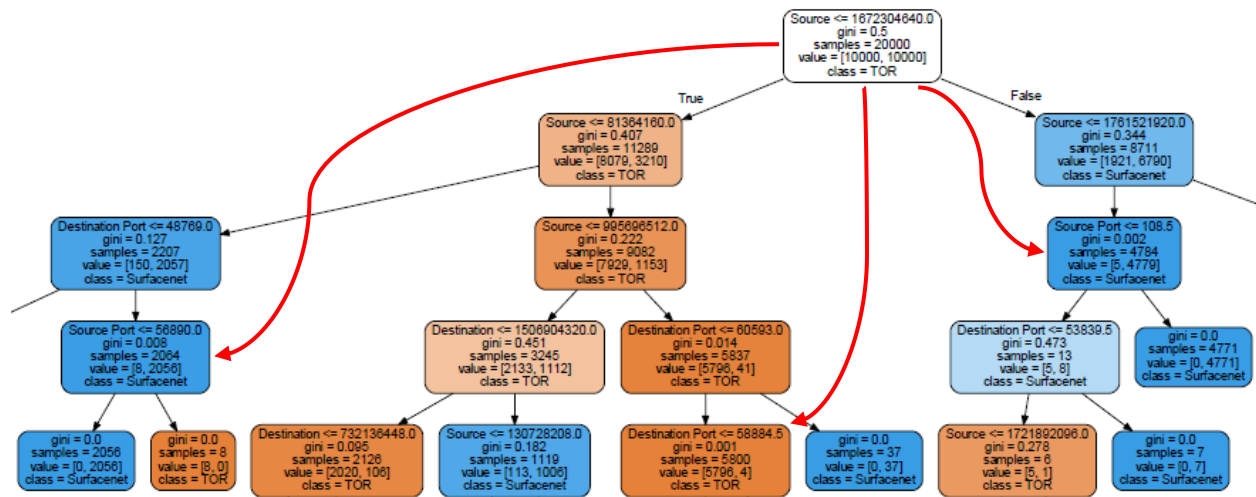 Source <= 1672304640.0
gini = 0.5
samples = 20000
value = [10000, 10000]
class = TOR
True
False
Source <= 81364160.0
gini = 0.407
samples = 11289
value = [8079, 3210]
class = TOR
Source <= 1761521920.0
gini = 0.344
samples = 8711
value = [1921, 6790]
class = Surfacenet
Destination Port <= 48769.0
gini = 0.127
samples = 2207
value = [150, 2057]
class = Surfacenet
Source <= 995696512.0
gini = 0.222
samples = 9082
value = [7929, 1153]
class = TOR
Source Port <= 108.5
gini = 0.002
samples = 4784
value = [5, 4779]
class = Surfacenet
Source Port <= 56890.0
gini = 0.008
samples = 2064
value = [8, 2056]
class = Surfacenet
Destination <= 1506904320.0
gini = 0.451
samples = 3245
value = [2133, 1112]
class = TOR
Destination Port <= 60593.0
gini = 0.014
samples = 5837
value = [5796, 41]
class = TOR
Destination Port <= 53839.5
gini = 0.473
samples = 13
value = [5, 8]
class = Surfacenet
gini = 0.0
samples = 4771
value = [0, 4771]
class = Surfacenet
gini = 0.0
samples = 2056
value = [0, 2056]
class = Surfacenet
gini = 0.0
samples = 8
value = [8, 0]
class = TOR
Destination <= 732136448.0
gini = 0.095
samples = 2126
value = [2020, 106]
class = TOR
Source <= 130728208.0
gini = 0.182
samples = 1119
value = [113, 1006]
class = Surfacenet
Destination Port <= 58884.5
gini = 0.001
samples = 5800
value = [5796, 4]
class = TOR
gini = 0.0
samples = 37
value = [0, 37]
class = Surfacenet
Source <= 1721892096.0
gini = 0.278
samples = 6
value = [5, 1]
class = TOR
gini = 0.0
samples = 7
value = [0, 7]
class = Surfacenet